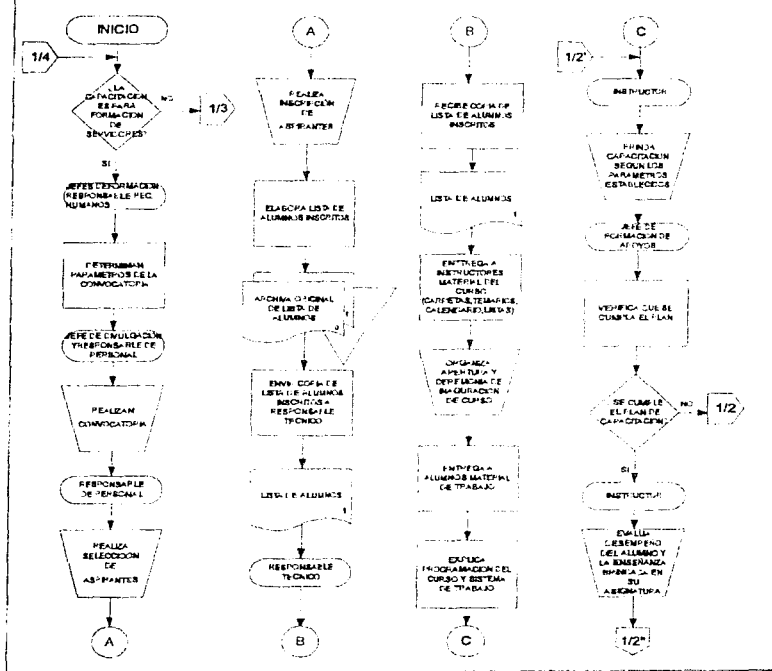 INICIO
1/4
¿LA
CAPACITACION
ES PARA
FORMACION
DE
SERVIDORES?
NO
1/3
SI
JEFES DE FORMACION
RESPONSABLE REC.
HUMANOS
DETERMINAN
PARAMETROS DE LA
CONVOCATORIA
JEFE DE DIVULGACION
Y RESPONSABLE DE
PERSONAL
REALIZAN
CONVOCATORIA
RESPONSABLE
DE PERSONAL
REALIZA
SELECCION
DE
ASPIRANTES
A
A
REALIZA
INSCRIPCIÓN
DE
ASPIRANTES
ELABORA LISTA DE
ALUMNOS INSCRITOS
ARCHIVA ORIGINAL
DE LISTA DE
ALUMNOS
ENVIE COPIA DE
LISTA DE ALUMNOS
INSCRITOS A
RESPONSABLE
TECNICO
LISTA DE ALUMNOS
1
RESPONSABLE
TECNICO
B
B
RECIBE COPIA DE
LISTA DE ALUMNOS
INSCRITOS
LISTA DE ALUMNOS
1
ENTTREGA A
INSTRUCTORES
MATERIAL DEL
CURSO
(CARPETAS, TEMARIOS,
CALENDARIO, LISTAS)
ORGANIZA
APERTURA Y
CEREMONIA DE
INAGURACION
DE CURSO
ENTREGA A
ALUMNOS MATERIAL
DE TRABAJO
EXPLICA
PROGRAMACION DEL
CURSO Y SISTEMA
DE TRABAJO
C
C
1/2'
INSTRUCTOR
BRINDA
CAPACITACION
SEGÚN LOS
PARAMETROS
ESTABLECIDOS
JEFE DE
FORMACION DE
APOYOS
VERIFICA QUE SE
CUMPLA EL PLAN
¿SE CUMPLE
EL PLAN DE
CAPACITACION?
NO
1/2
SI
INSTRUCTOR
EVALUA
DESEMPEÑO
DEL ALUMNO Y
LA ENSEÑANZA
BRINDADA EN
SU
ASIGNATURA
1/2"